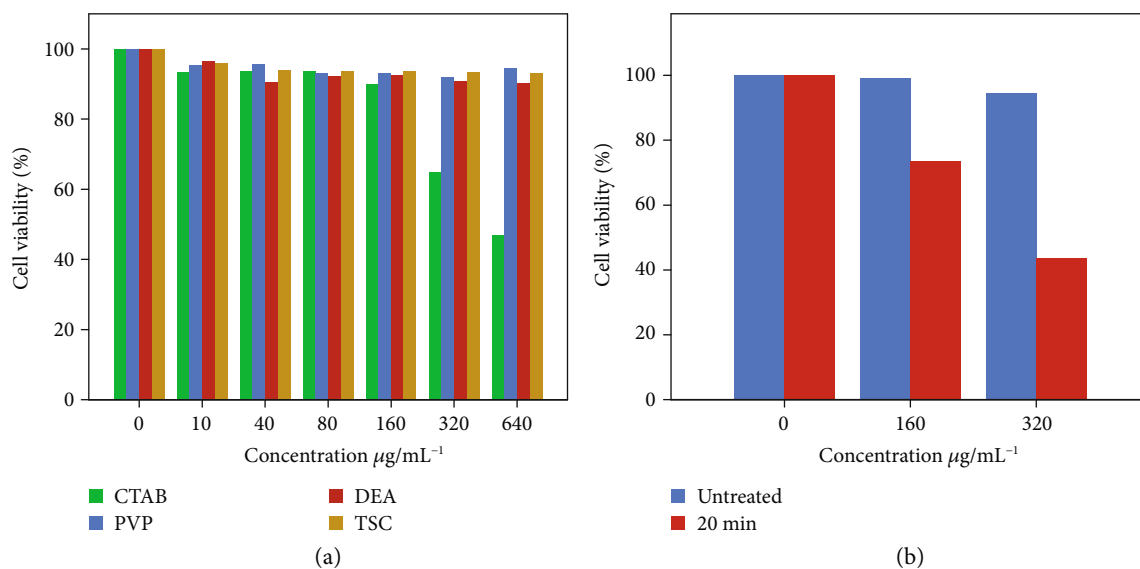 100
80
60
40
20
0
Cell viability (%)
0 10 40 80 160 320 640
Concentration μg/mL⁻¹
CTAB DEA
PVP TSC
(a)
100
80
60
40
20
0
Cell viability (%)
0 160 320
Concentration μg/mL⁻¹
Untreated
20 min
(b)